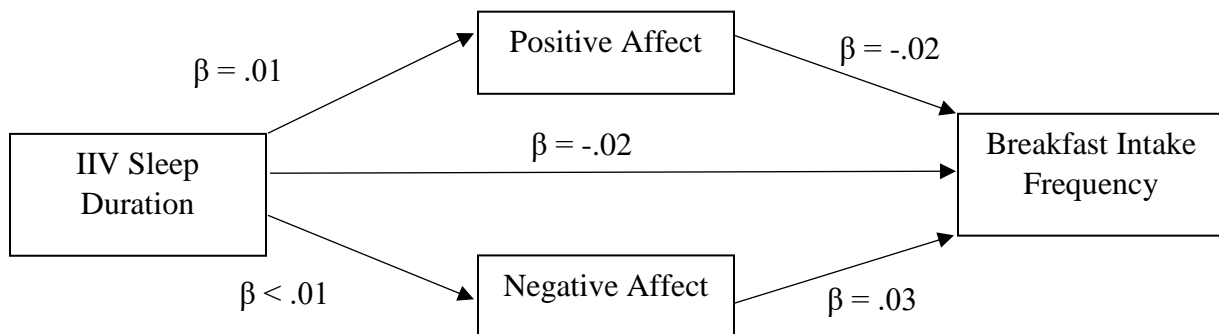 Positive Affect
β = .01
β = -.02
IIV Sleep
Duration
β = -.02
Breakfast Intake
Frequency
β < .01
Negative Affect
β = .03